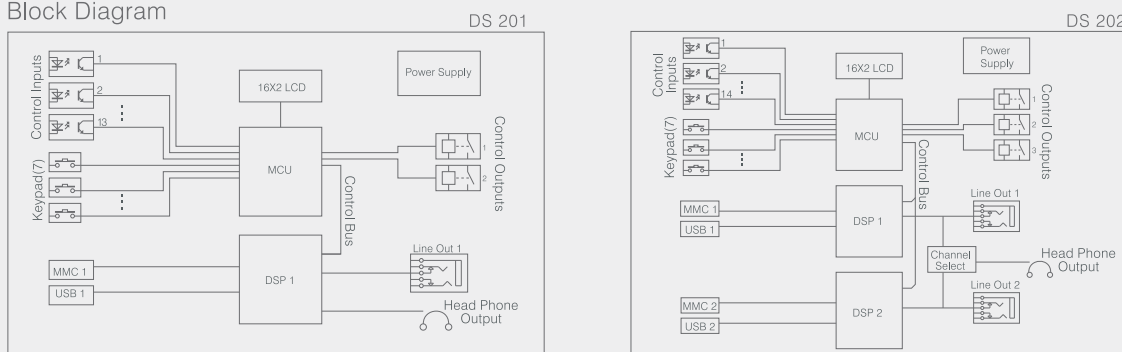 Block Diagram
DS 201
Control Inputs
1
2
13
Keypad(7)
16X2 LCD
Power Supply
MCU
1
2
Control Outputs
Control Bus
MMC 1
USB 1
DSP 1
Line Out 1
Head Phone
Output
DS 202
Control
Inputs
1
2
14
Keypad(7)
16X2 LCD
Power
Supply
MCU
1
2
3
Control Outputs
Control Bus
MMC 1
USB 1
DSP 1
Line Out 1
Channel
Select
Head Phone
Output
MMC 2
USB 2
DSP 2
Line Out 2